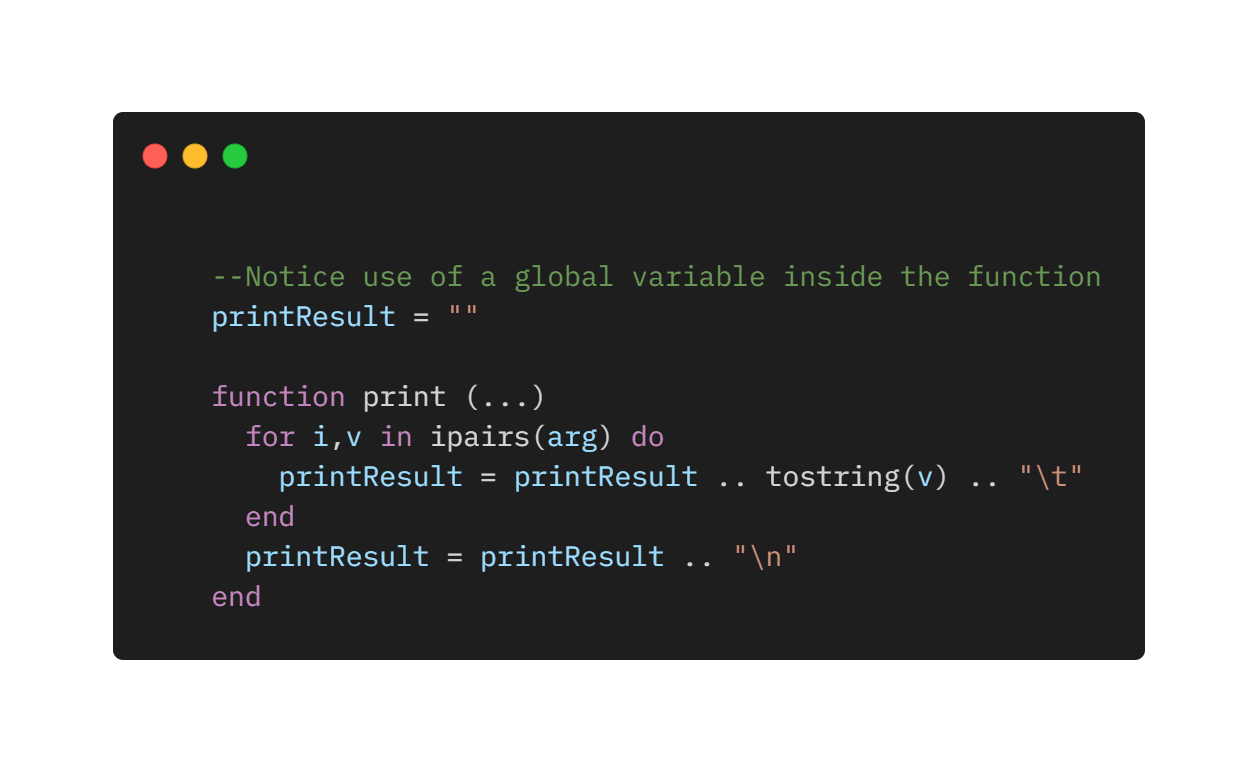 --Notice use of a global variable inside the function
printResult = ""

function print (...)
  for i,v in ipairs(arg) do
    printResult = printResult .. tostring(v) .. "\t"
  end
  printResult = printResult .. "\n"
end